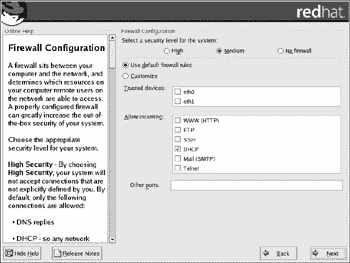 redhat
Online Help
Firewall Configuration
A firewall sits between your
computer and the network, and
determines which resources on
your computer remote users on
the network are able to access.
A properly configured firewall
can greatly increase the out-of-
the-box security of your system.
Choose the appropriate
security level for your system.
High Security - By choosing
High Security, your system will
not accept connections that are
not explicitly defined by you. By
default, only the following
connections are allowed:
• DNS replies
• DHCP - so any network
Firewall Configuration
Select a security level for the system:
High
Medium
No firewall
Use default firewall rules
Customize
Trusted devices:
eth0
eth1
Allow incoming:
WWW (HTTP)
FTP
SSH
DHCP
Mail (SMTP)
Telnet
Other ports:
Hide Help
Release Notes
Back
Next